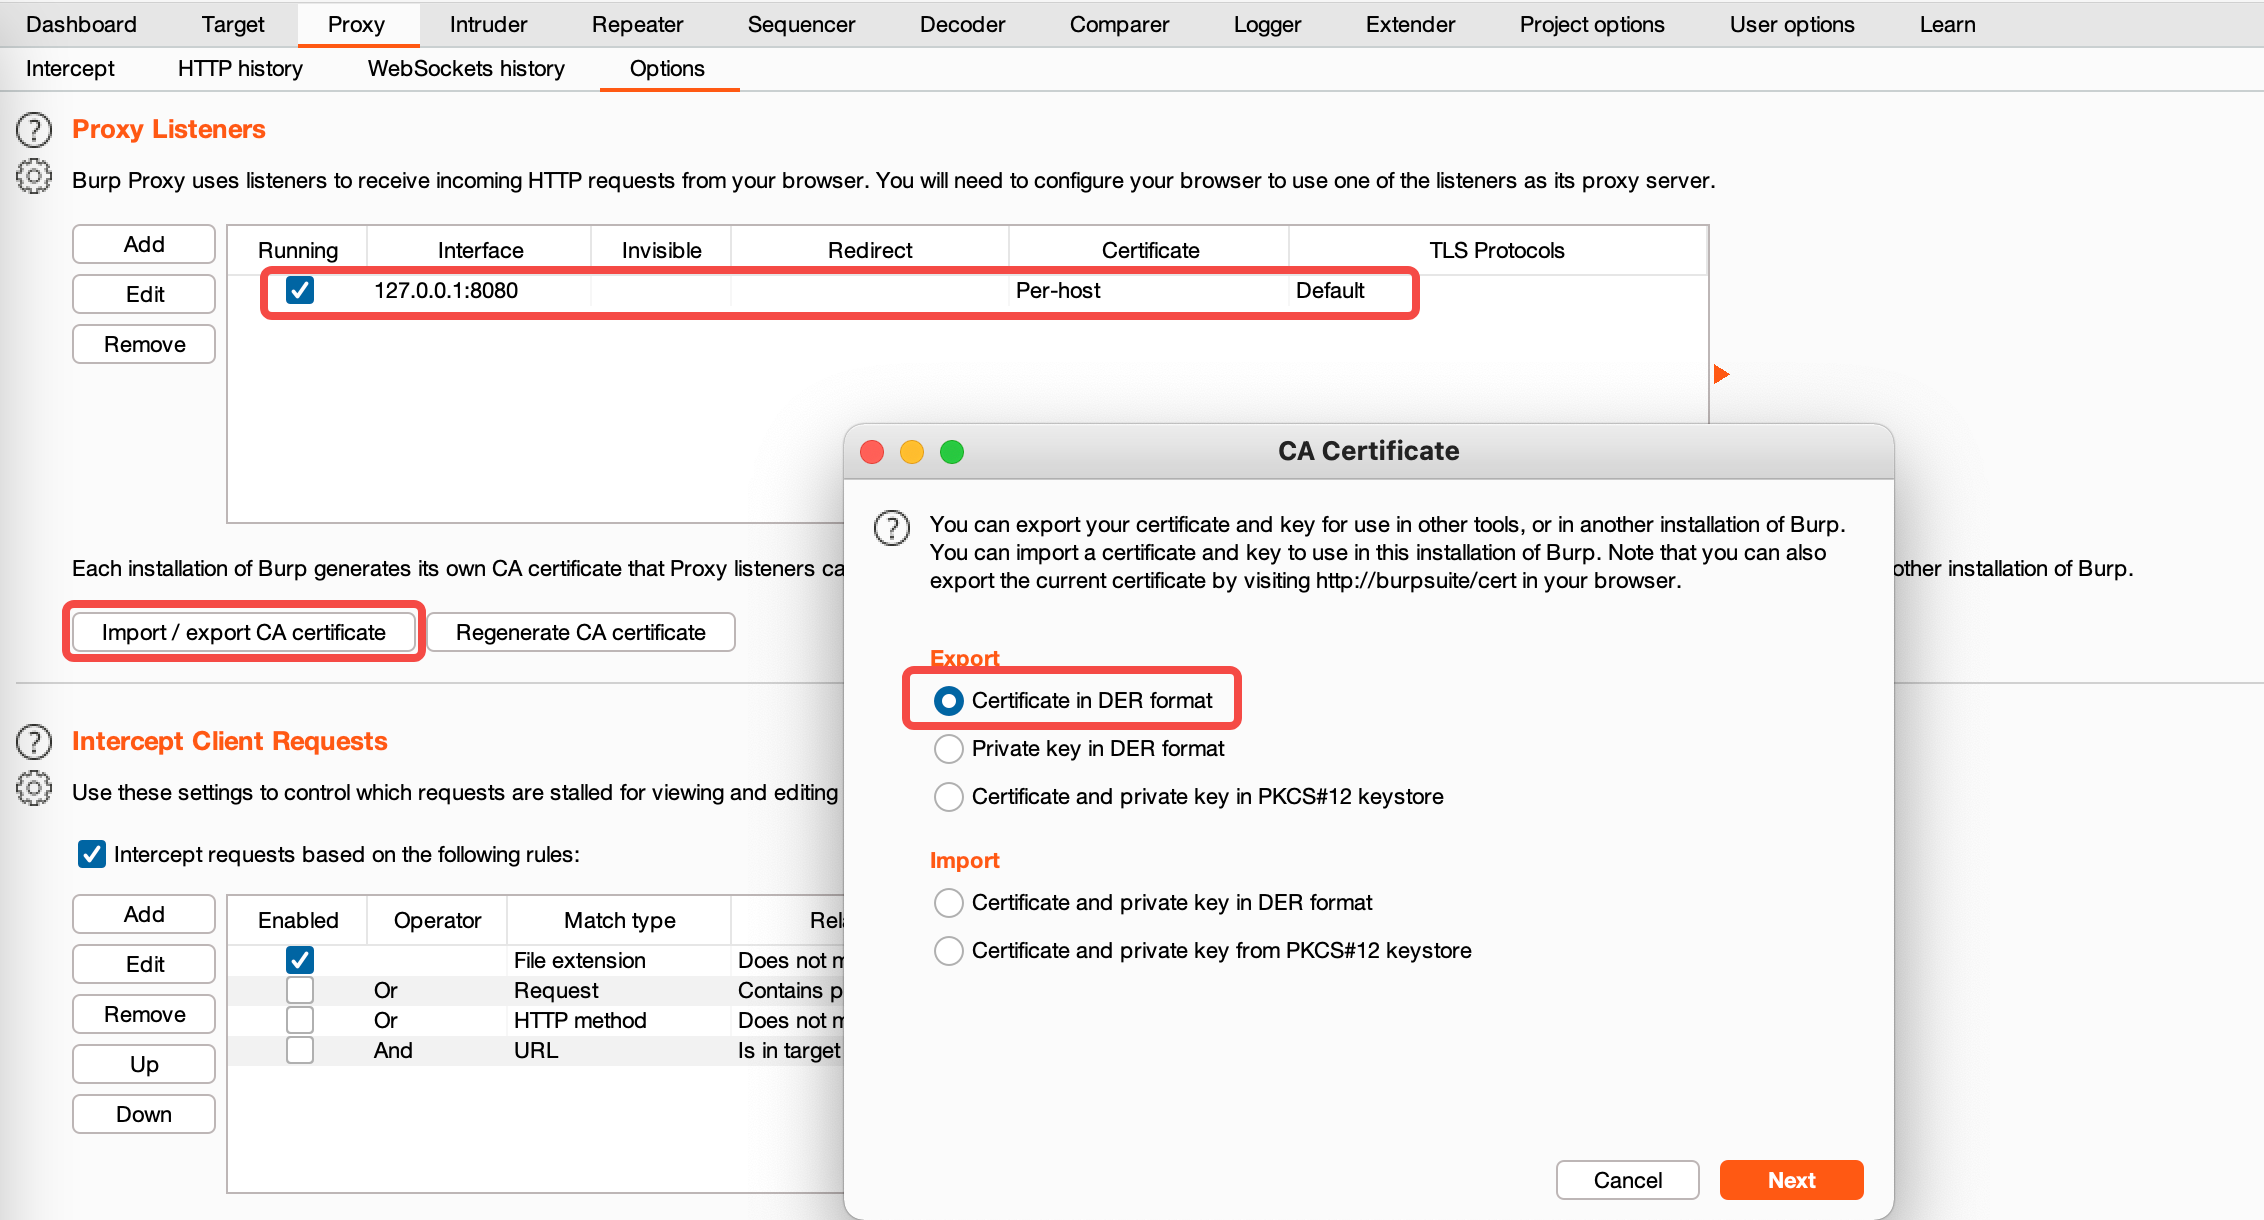 Dashboard Target Proxy Intruder Repeater Sequencer Decoder Comparer Logger Extender Project options User options Learn
Intercept HTTP history WebSockets history Options
Proxy Listeners
Burp Proxy uses listeners to receive incoming HTTP requests from your browser. You will need to configure your browser to use one of the listeners as its proxy server.
Add
Edit
Remove
Running Interface Invisible Redirect Certificate TLS Protocols
127.0.0.1:8080 Per-host Default
Each installation of Burp generates its own CA certificate that Proxy listeners ca
other installation of Burp.
Import / export CA certificate Regenerate CA certificate
Intercept Client Requests
Use these settings to control which requests are stalled for viewing and editing
Intercept requests based on the following rules:
Add
Edit
Remove
Up
Down
Enabled Operator Match type Rela
File extension Does not m
Or Request Contains p
Or HTTP method Does not m
And URL Is in target
CA Certificate
You can export your certificate and key for use in other tools, or in another installation of Burp.
You can import a certificate and key to use in this installation of Burp. Note that you can also
export the current certificate by visiting http://burpsuite/cert in your browser.
Export
Certificate in DER format
Private key in DER format
Certificate and private key in PKCS#12 keystore
Import
Certificate and private key in DER format
Certificate and private key from PKCS#12 keystore
Cancel Next